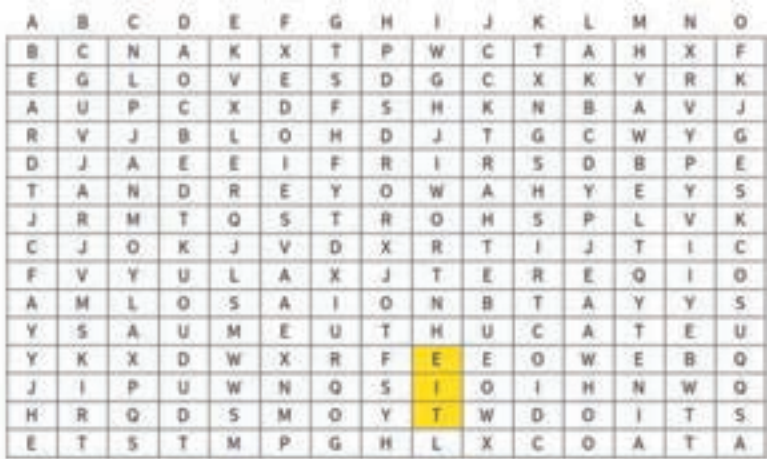 A B C D E F G H I J K L M N O
B C N A K X T P W C T A H X F
E G L O V E S D G C X K Y R K
A U P C X D F S H K N B A V J
R V J B L O H D J T G C W Y G
D J A E E I F R I R S D B P E
T A N D R E Y O W A H Y E Y S
J R M T Q S T R O H S P L V K
C J O K J V D X R T I J T I C
F V Y U L A X J T E R E Q I O
A M L O S A I O N B T A Y Y S
Y S A U M E U T H U C A T E U
Y K X D W X R F E E O W E B Q
J I P U W N Q S I O I H N W Q
H R Q D S M O Y T W D O I T S
E T S T M P G H L X C O A T A